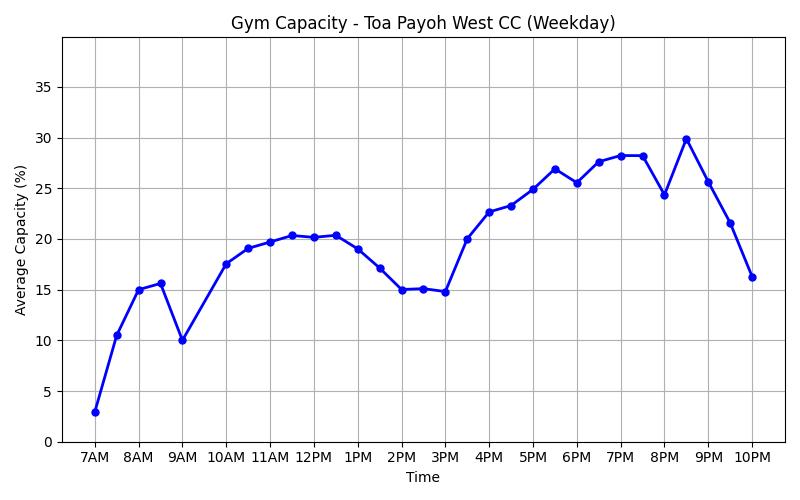 Gym Capacity - Toa Payoh West CC (Weekday)
Average Capacity (%)
35
30
25
20
15
10
5
0
7AM 8AM 9AM 10AM 11AM 12PM 1PM 2PM 3PM 4PM 5PM 6PM 7PM 8PM 9PM 10PM
Time